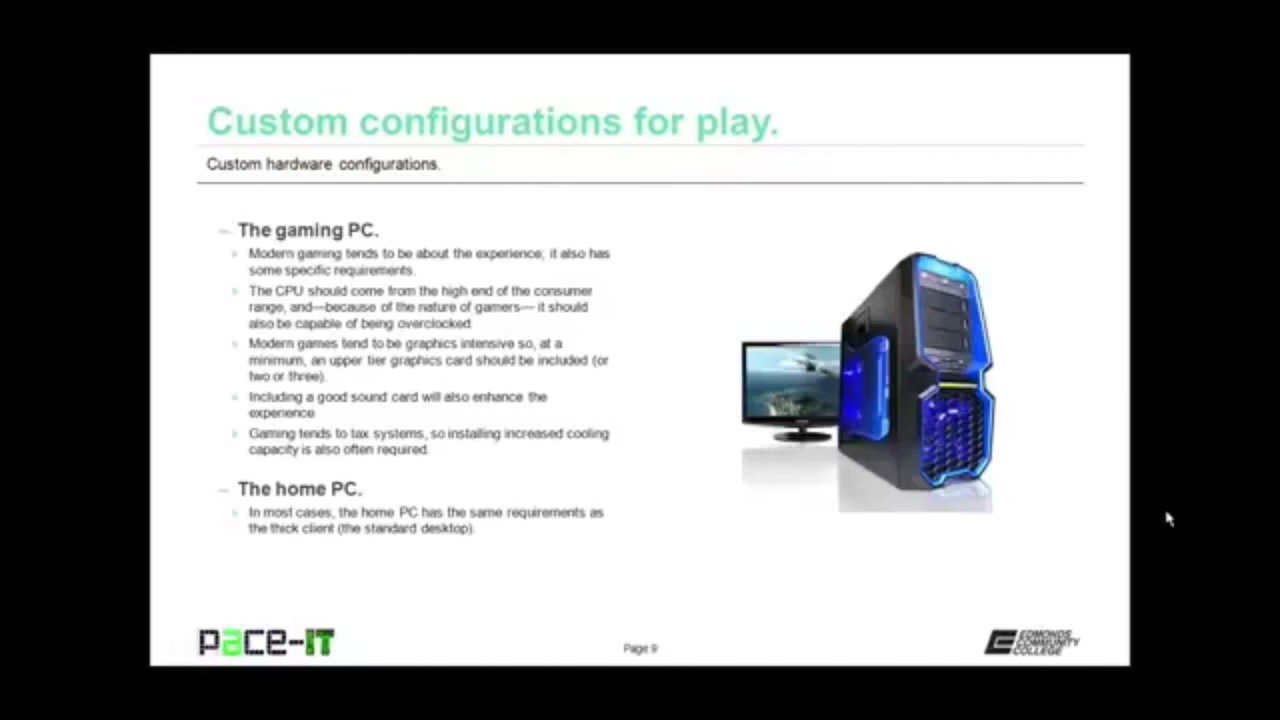 Custom configurations for play.
Custom hardware configurations.
– The gaming PC.
Modern gaming tends to be about the experience; it also has
some specific requirements.
The CPU should come from the high end of the consumer
range, and—because of the nature of gamers— it should
also be capable of being overclocked.
Modern games tend to be graphics intensive so, at a
minimum, an upper tier graphics card should be included (or
two or three).
Including a good sound card will also enhance the
experience.
Gaming tends to tax systems, so installing increased cooling
capacity is also often required.
– The home PC.
In most cases, the home PC has the same requirements as
the thick client (the standard desktop).
pace-IT
Page 9
EDMONDS
COMMUNITY
COLLEGE